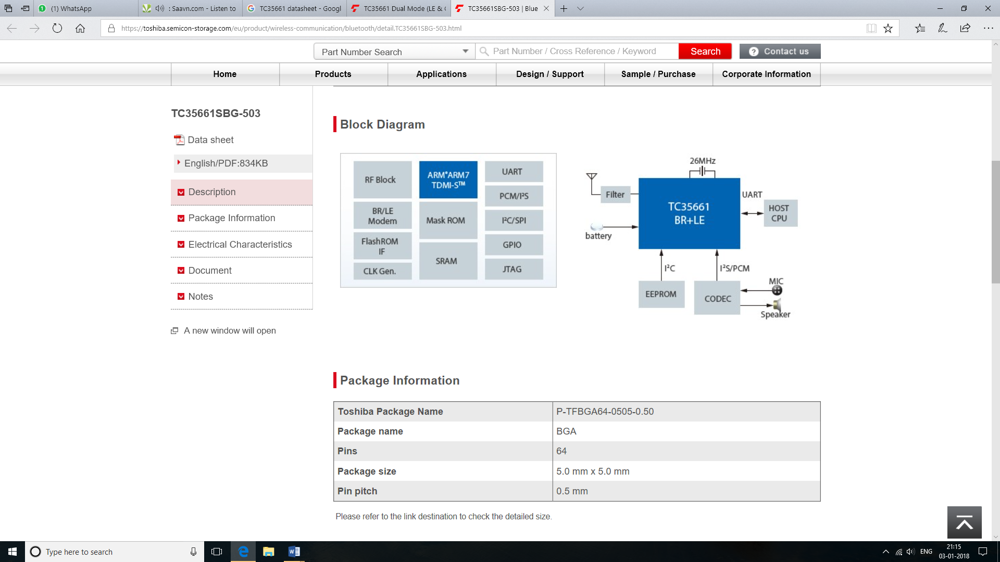 (1) WhatsApp
: Saavn.com - Listen to
TC35661 datasheet - Googl
TC35661 Dual Mode (LE & C
TC35661SBG-503 | Blue
https://toshiba.semicon-storage.com/eu/product/wireless-communication/bluetooth/detail.TC35661SBG-503.html
Part Number Search
Part Number / Cross Reference / Keyword
Search
? Contact us
Home
Products
Applications
Design / Support
Sample / Purchase
Corporate Information
TC35661SBG-503
Data sheet
English/PDF:834KB
Description
Package Information
Electrical Characteristics
Document
Notes
A new window will open
Block Diagram
RF Block
BR/LE
Modem
FlashROM
IF
CLK Gen.
ARM®ARM7
TDMI-S™
Mask ROM
SRAM
UART
PCM/I²S
I²C/SPI
GPIO
JTAG
26MHz
Filter
TC35661
BR+LE
UART
HOST
CPU
battery
I²C
I²S/PCM
EEPROM
CODEC
MIC
Speaker
Package Information
Toshiba Package Name P-TFBGA64-0505-0.50
Package name BGA
Pins 64
Package size 5.0 mm x 5.0 mm
Pin pitch 0.5 mm
Please refer to the link destination to check the detailed size.
Type here to search
ENG
21:15
03-01-2018